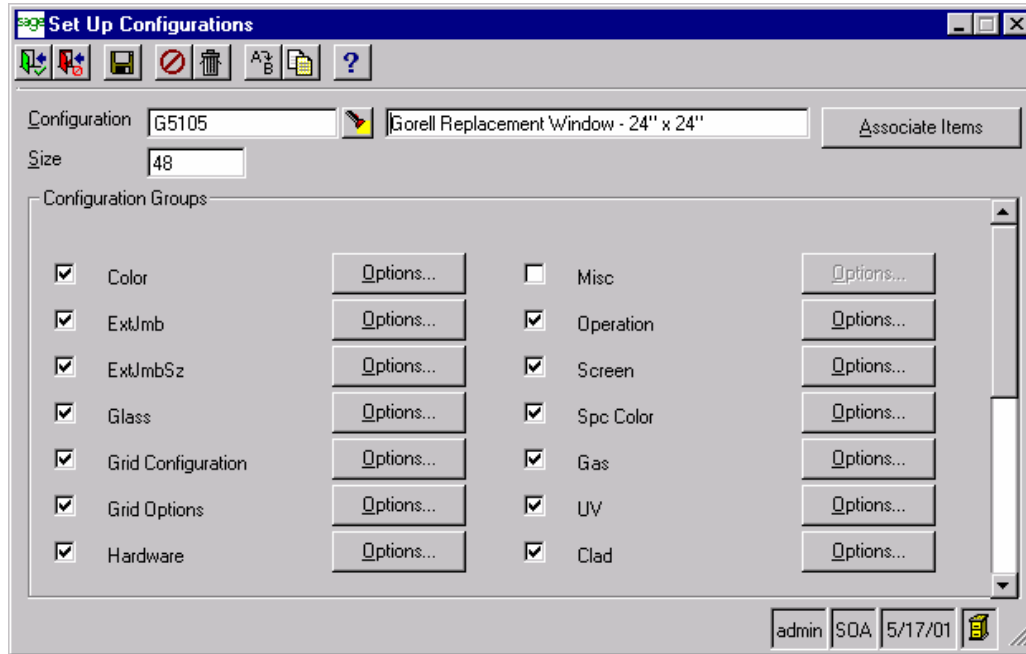 sage Set Up Configurations
A B ?
Configuration G5105 Gorell Replacement Window - 24" x 24" Associate Items
Size 48
Configuration Groups
Color Options... Misc Options...
ExtJmb Options... Operation Options...
ExtJmbSz Options... Screen Options...
Glass Options... Spc Color Options...
Grid Configuration Options... Gas Options...
Grid Options Options... UV Options...
Hardware Options... Clad Options...
admin SOA 5/17/01